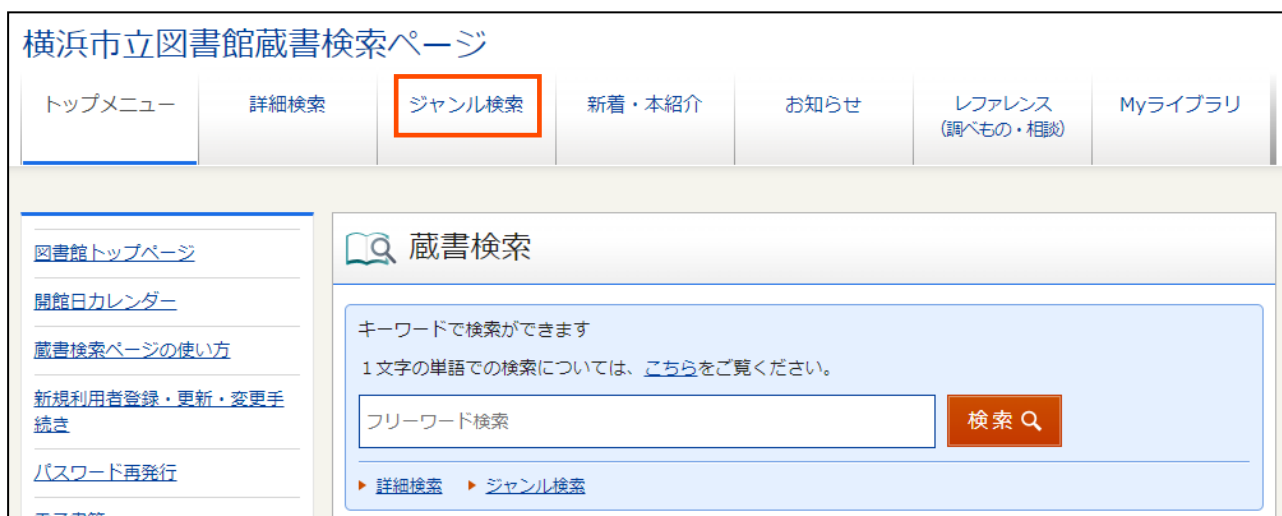 横浜市立図書館蔵書検索ページ
トップメニュー
詳細検索
ジャンル検索
新着・本紹介
お知らせ
レファレンス
(調べもの・相談)
Myライブラリ
図書館トップページ
開館日カレンダー
蔵書検索ページの使い方
新規利用者登録・更新・変更手
続き
パスワード再発行
蔵書検索
キーワードで検索ができます
１文字の単語での検索については、こちらをご覧ください。
フリーワード検索
検索
詳細検索
ジャンル検索